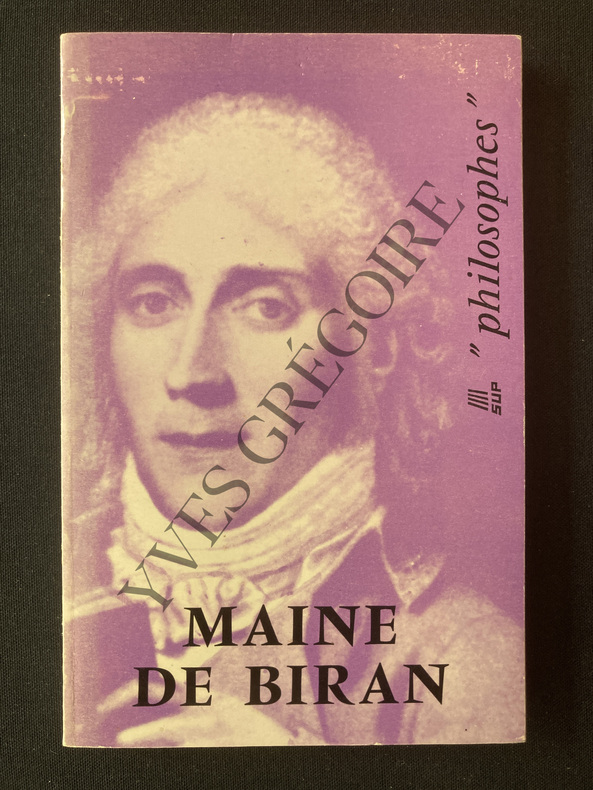 " philosophes "
SUP
YVES GRÉGOIRE
MAINE
DE BIRAN